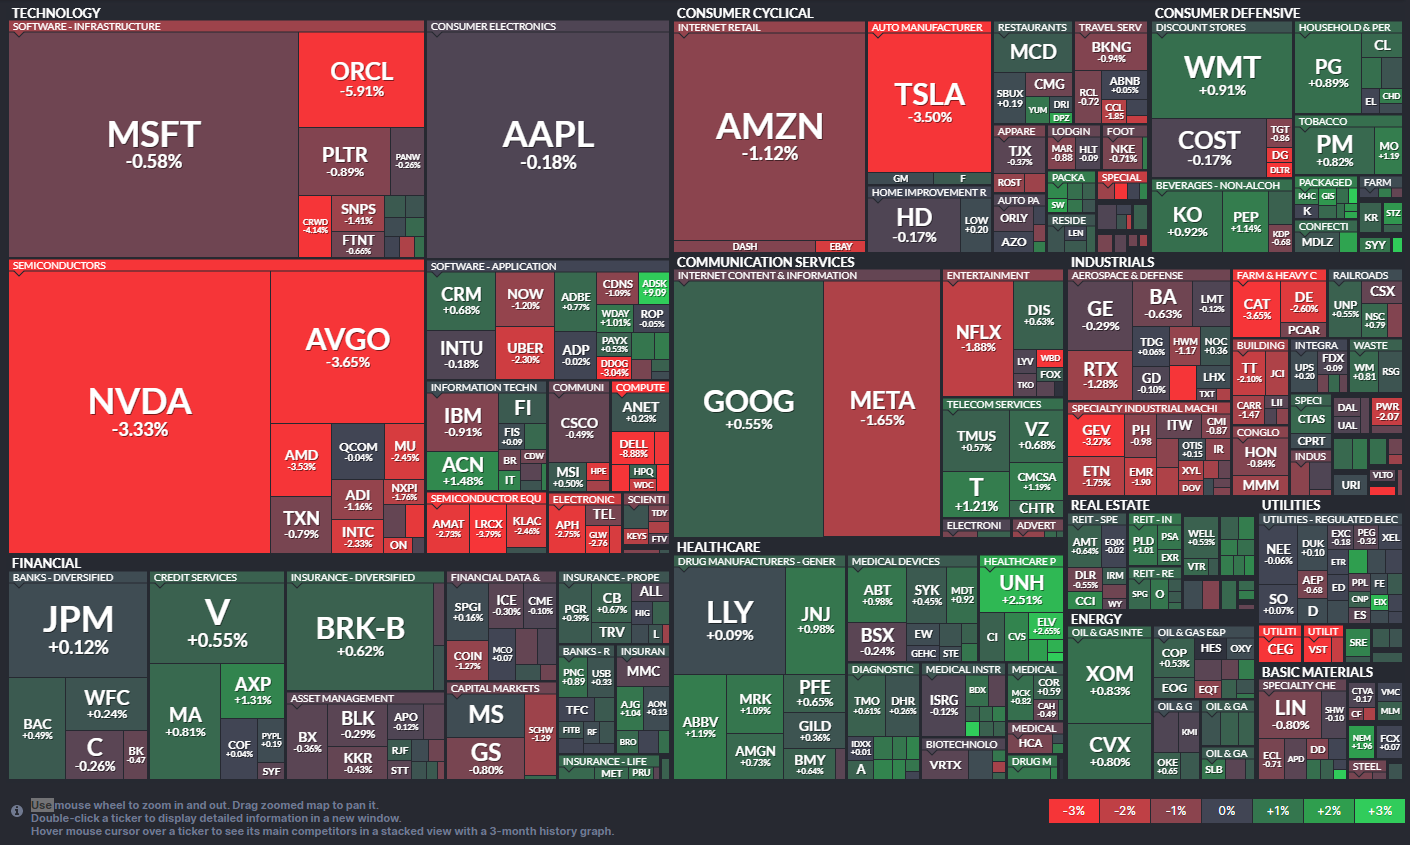 TECHNOLOGY
SOFTWARE - INFRASTRUCTURE
MSFT
-0.58%
ORCL
-5.91%
PLTR
-0.89%
PANW
-0.26%
CRWD
-4.14%
SNPS
-1.41%
FTNT
-0.66%
CONSUMER ELECTRONICS
AAPL
-0.18%
SEMICONDUCTORS
NVDA
-3.33%
AVGO
-3.65%
AMD
-3.53%
QCOM
-0.04%
MU
-2.45%
ADI
-1.16%
NXPI
-1.76%
TXN
-0.79%
INTC
-2.33%
ON
SOFTWARE - APPLICATION
CRM
+0.68%
NOW
-1.20%
ADBE
+0.77%
CDNS
-1.09%
ADSK
+9.09
WDAY
+1.01%
ROP
-0.05%
INTU
-0.18%
UBER
-2.30%
ADP
-0.02%
PAYX
+0.53%
DDOG
-3.04%
INFORMATION TECHN
IBM
-0.91%
FI
FIS
+0.09
ACN
+1.48%
BR
CDW
IT
COMMUNI
CSCO
-0.49%
MSI
+0.50%
HPE
COMPUTE
ANET
+0.23%
DELL
-8.88%
HPQ
WDC
SEMICONDUCTOR EQU
AMAT
-2.73%
LRCX
-3.79%
KLAC
-2.46%
ELECTRONIC
APH
-2.75%
TEL
GLW
-2.76
SCIENTI
TDY
KEYS
FTV
CONSUMER CYCLICAL
INTERNET RETAIL
AMZN
-1.12%
DASH
EBAY
AUTO MANUFACTURER
TSLA
-3.50%
GM
F
HOME IMPROVEMENT R
HD
-0.17%
LOW
+0.20
RESTAURANTS
MCD
SBUX
+0.19
CMG
YUM
DRI
DPZ
TRAVEL SERV
BKNG
-0.94%
RCL
-0.72
ABNB
+0.05%
CCL
-1.85
APPARE
TJX
-0.37%
ROST
LODGIN
MAR
-0.88
HLT
-0.09
FOOT
NKE
-0.71%
AUTO PA
ORLY
AZO
PACKA
SW
SPECIAL
RESIDE
LEN
CONSUMER DEFENSIVE
DISCOUNT STORES
WMT
+0.91%
COST
-0.17%
TGT
-0.86
DG
DLTR
HOUSEHOLD & PER
PG
+0.89%
CL
EL
CHD
TOBACCO
PM
+0.82%
MO
+1.19
BEVERAGES - NON-ALCOH
KO
+0.92%
PEP
+1.14%
KDP
-0.68
PACKAGED
KHC
GIS
K
FARM
KR
STZ
CONFECTI
MDLZ
SYY
COMMUNICATION SERVICES
INTERNET CONTENT & INFORMATION
GOOG
+0.55%
META
-1.65%
ENTERTAINMENT
NFLX
-1.88%
DIS
+0.63%
LYV
WBD
TKO
FOX
TELECOM SERVICES
TMUS
+0.57%
VZ
+0.68%
T
+1.21%
CMCSA
+1.19%
CHTR
ELECTRONI
ADVERT
INDUSTRIALS
AEROSPACE & DEFENSE
GE
-0.29%
BA
-0.63%
LMT
-0.12%
RTX
-1.28%
TDG
+0.06%
HWM
-1.17
NOC
+0.36
GD
-0.10%
LHX
TXT
FARM & HEAVY C
CAT
-3.65%
DE
-2.60%
PCAR
RAILROADS
UNP
+0.55%
CSX
NSC
+0.79
BUILDING
TT
-2.10%
JCI
CARR
-1.47
LII
INTEGRA
UPS
+0.20
FDX
-0.09
WASTE
WM
+0.81
RSG
SPECIALTY INDUSTRIAL MACHI
GEV
-3.27%
PH
-0.98
ITW
CMI
-0.87
ETN
-1.75%
EMR
-1.90
OTIS
+0.15
IR
XYL
DOV
CONGLO
HON
-0.84%
MMM
SPECI
CTAS
CPRT
INDUS
DAL
UAL
PWR
-2.07
URI
VLTO
FINANCIAL
BANKS - DIVERSIFIED
JPM
+0.12%
BAC
+0.49%
WFC
+0.24%
C
-0.26%
BK
-0.47
CREDIT SERVICES
V
+0.55%
MA
+0.81%
AXP
+1.31%
COF
+0.04%
PYPL
+0.19
SYF
INSURANCE - DIVERSIFIED
BRK-B
+0.62%
ASSET MANAGEMENT
BX
-0.36%
BLK
-0.29%
APO
-0.12%
KKR
-0.43%
RJF
STT
FINANCIAL DATA &
SPGI
+0.16%
ICE
-0.30%
CME
-0.10%
COIN
-1.27%
MCO
+0.07
CAPITAL MARKETS
MS
GS
-0.80%
SCHW
-1.29
INSURANCE - PROPE
PGR
+0.39%
CB
+0.67%
ALL
TRV
HIG
L
BANKS - R
PNC
+0.89
USB
+0.33
TFC
FITB
RF
INSURAN
MMC
AJG
+1.04
AON
+0.13
BRO
INSURANCE - LIFE
MET
PRU
HEALTHCARE
DRUG MANUFACTURERS - GENER
LLY
+0.09%
JNJ
+0.98%
ABBV
+1.19%
MRK
+1.09%
PFE
+0.65%
AMGN
+0.73%
GILD
+0.36%
BMY
+0.64%
MEDICAL DEVICES
ABT
+0.98%
SYK
+0.45%
MDT
+0.92
BSX
-0.24%
EW
GEHC
STE
HEALTHCARE P
UNH
+2.51%
CI
CVS
ELV
+2.65%
DIAGNOSTIC
TMO
+0.61%
DHR
+0.26%
IDXX
+0.01
A
MEDICAL INSTR
ISRG
-0.12%
BDX
BIOTECHNOLO
VRTX
MEDICAL
MCK
+0.82
COR
+0.59
CAH
-0.49
MEDICAL
HCA
DRUG M
REAL ESTATE
REIT - SPE
AMT
+0.64%
EQIX
-0.02
DLR
-0.55%
IRM
CCI
WY
REIT - IN
PLD
+1.01
PSA
EXR
REIT - RE
SPG
O
WELL
+0.53%
VTR
UTILITIES
UTILITIES - REGULATED ELEC
NEE
-0.06%
DUK
+0.10
EXC
-0.18
PEG
-0.32
XEL
SO
+0.07%
AEP
-0.68
ETR
ED
PPL
FE
D
CNP
EIX
ES
UTILITI
CEG
UTILIT
VST
SRE
ENERGY
OIL & GAS INTE
XOM
+0.83%
CVX
+0.80%
OIL & GAS E&P
COP
+0.53%
HES
OXY
EOG
EQT
OIL & G
KMI
OKE
+0.65
OIL & GA
OIL & GA
SLB
BASIC MATERIALS
SPECIALTY CHE
LIN
-0.80%
SHW
-0.10
ECL
-0.71
APD
DD
CTVA
-0.17
CF
VMC
MLM
NEM
+1.96
FCX
+0.07
STEEL
Use mouse wheel to zoom in and out. Drag zoomed map to pan it.
Double-click a ticker to display detailed information in a new window.
Hover mouse cursor over a ticker to see its main competitors in a stacked view with a 3-month history graph.
-3% -2% -1% 0% +1% +2% +3%